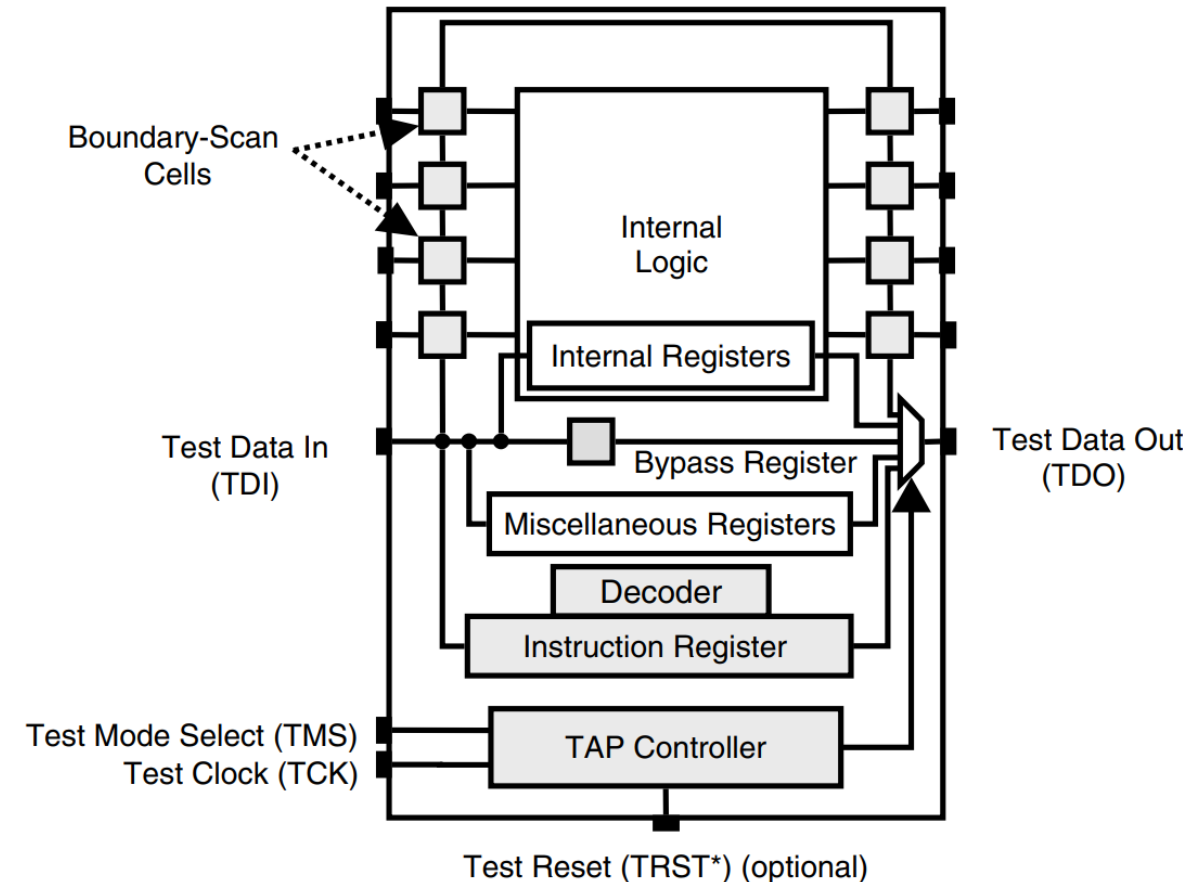 Boundary-Scan
Cells
Internal
Logic
Internal Registers
Test Data In
(TDI)
Bypass Register
Test Data Out
(TDO)
Miscellaneous Registers
Decoder
Instruction Register
Test Mode Select (TMS)
Test Clock (TCK)
TAP Controller
Test Reset (TRST*) (optional)